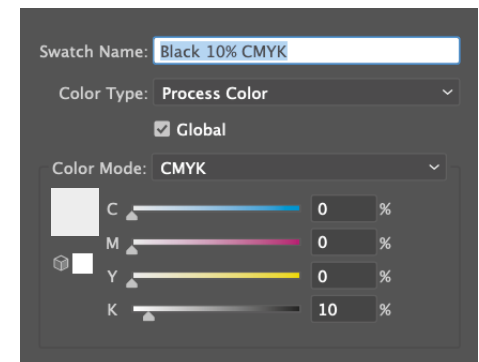 Swatch Name: Black 10% CMYK
Color Type: Process Color
Global
Color Mode: CMYK
C 0 %
M 0 %
Y 0 %
K 10 %